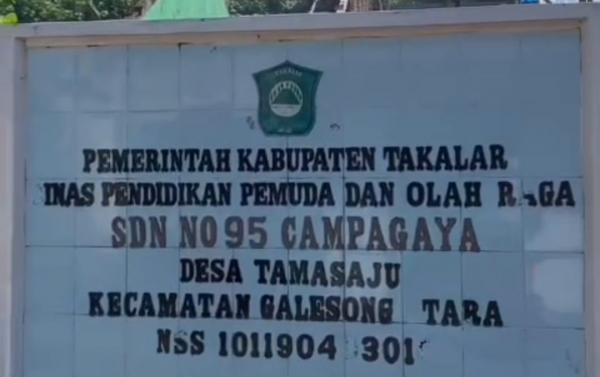 PEMERINTAH KABUPATEN TAKALAR
INAS PENDIDIKAN PEMUDA DAN OLAH RAGA
SDN NO 95 CAMPAGAYA
DESA TAMASAJU
KECAMATAN GALESONG TARA
NSS 1011904 301